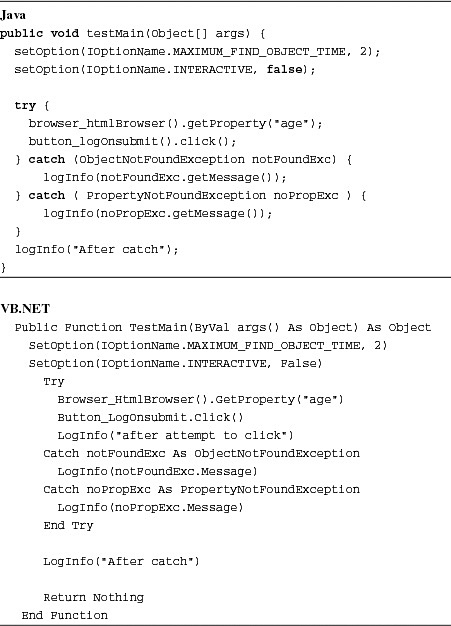 Java
public void testMain(Object[] args) {
setOption(IOptionName.MAXIMUM_FIND_OBJECT_TIME, 2);
setOption(IOptionName.INTERACTIVE, false);
try {
browser_htmlBrowser().getProperty("age");
button_logOnsubmit().click();
} catch (ObjectNotFoundException notFoundExc) {
logInfo(notFoundExc.getMessage());
} catch ( PropertyNotFoundException noPropExc ) {
logInfo(noPropExc.getMessage());
}
logInfo("After catch");
}
VB.NET
Public Function TestMain(ByVal args() As Object) As Object
SetOption(IOptionName.MAXIMUM_FIND_OBJECT_TIME, 2)
SetOption(IOptionName.INTERACTIVE, False)
Try
Browser_HtmlBrowser().GetProperty("age")
Button_LogOnsubmit.Click()
LogInfo("after attempt to click")
Catch notFoundExc As ObjectNotFoundException
LogInfo(notFoundExc.Message)
Catch noPropExc As PropertyNotFoundException
LogInfo(noPropExc.Message)
End Try
LogInfo("After catch")
Return Nothing
End Function